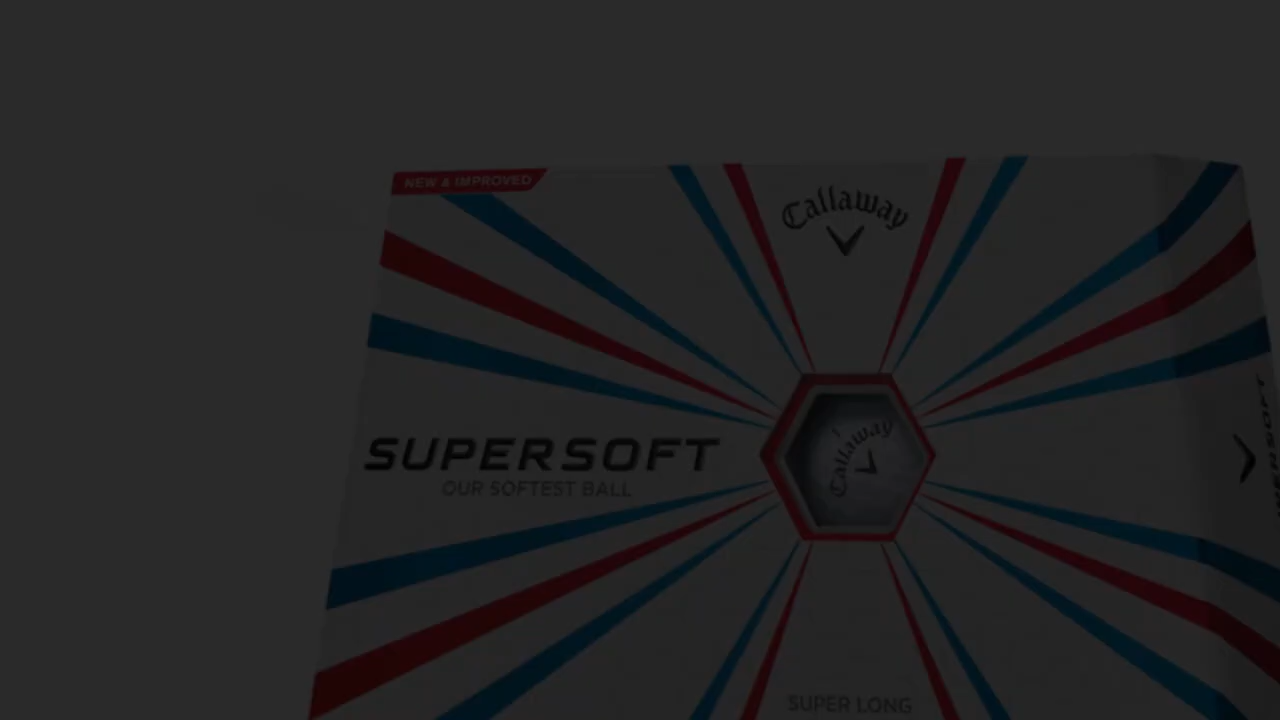 NEW & IMPROVED
Callaway
SUPERSOFT
OUR SOFTEST BALL
Callaway
SUPER LONG